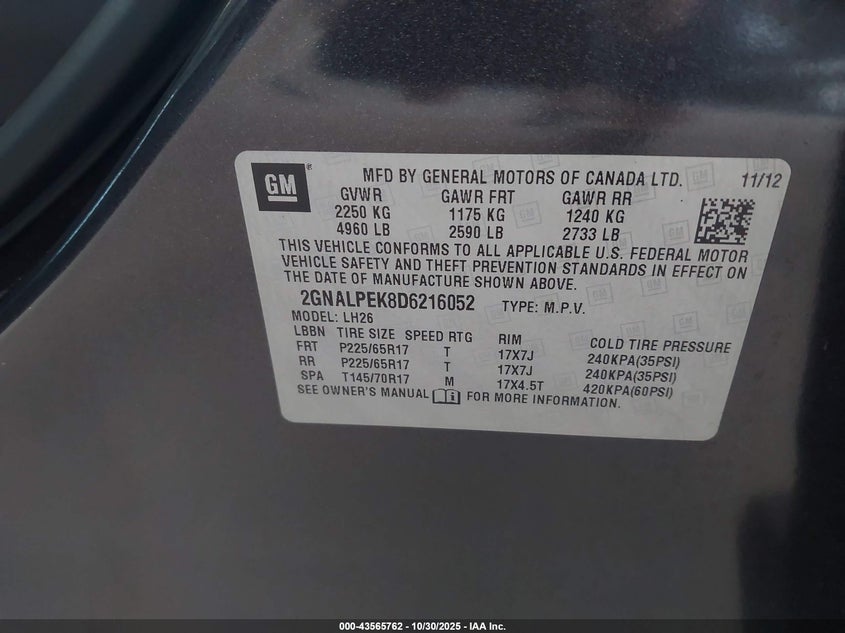 GM ® MFD BY GENERAL MOTORS OF CANADA LTD. 11/12
GVWR GAWR FRT GAWR RR
2250 KG 1175 KG 1240 KG
4960 LB 2590 LB 2733 LB
THIS VEHICLE CONFORMS TO ALL APPLICABLE U.S. FEDERAL MOTOR
VEHICLE SAFETY AND THEFT PREVENTION STANDARDS IN EFFECT ON
THE DATE OF MANUFACTURE SHOWN ABOVE.
2GNALPEK8D6216052 TYPE: M.P.V.
MODEL: LH26
LBBN TIRE SIZE SPEED RTG RIM COLD TIRE PRESSURE
FRT P225/65R17 T 17X7J 240KPA(35PSI)
RR P225/65R17 T 17X7J 240KPA(35PSI)
SPA T145/70R17 M 17X4.5T 420KPA(60PSI)
SEE OWNER'S MANUAL FOR MORE INFORMATION.
000-43565762 - 10/30/2025 - IAA Inc.